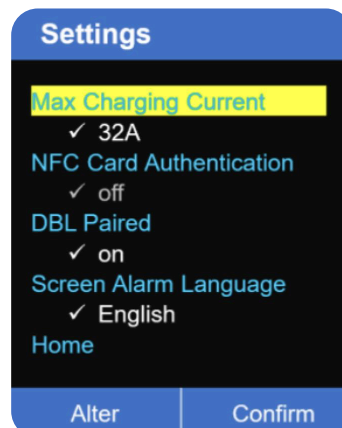 Settings
Max Charging Current
✓ 32A
NFC Card Authentication
✓ off
DBL Paired
✓ on
Screen Alarm Language
✓ English
Home
Alter Confirm